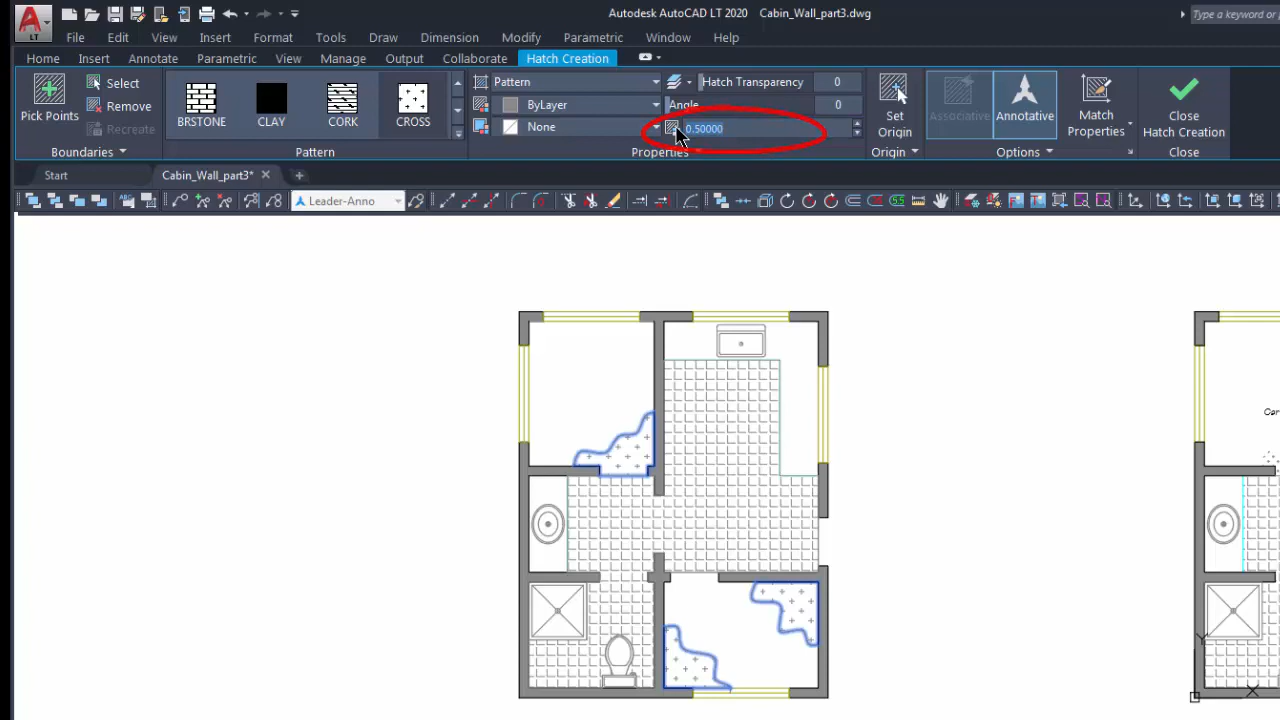 Autodesk AutoCAD LT 2020 Cabin_Wall_part3.dwg
Type a keyword or
LT
File Edit View Insert Format Tools Draw Dimension Modify Parametric Window Help
Home Insert Annotate Parametric View Manage Output Collaborate Hatch Creation
Pick Points
Select
Remove
Recreate
Boundaries
BRSTONE CLAY CORK CROSS
Pattern
Pattern
ByLayer
None
Hatch Transparency 0
Angle 0
0.50000
Properties
Set
Origin
Origin
Associative Annotative
Match
Properties
Options
Close
Hatch Creation
Close
Start Cabin_Wall_part3*
Leader-Anno
Y
X